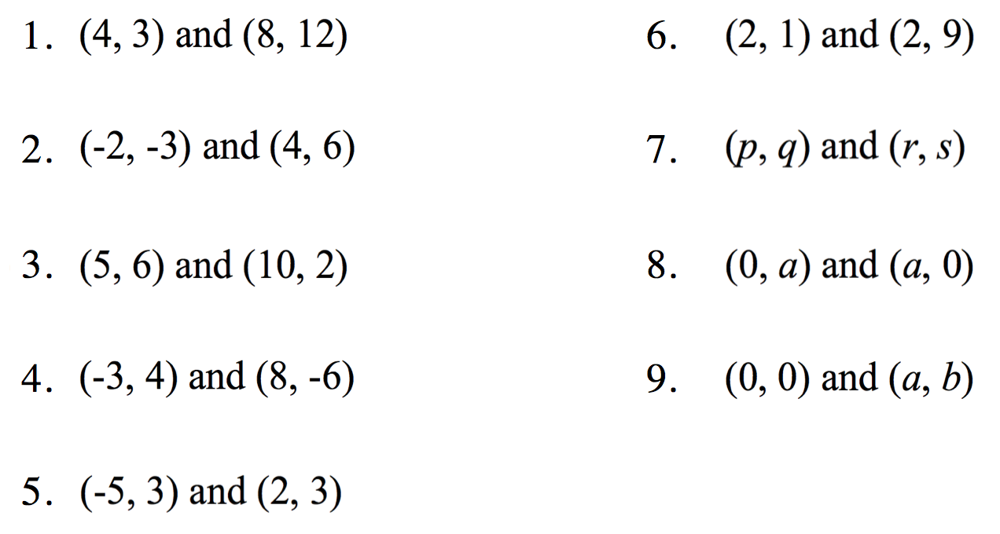 1. (4, 3) and (8, 12)
2. (-2, -3) and (4, 6)
3. (5, 6) and (10, 2)
4. (-3, 4) and (8, -6)
5. (-5, 3) and (2, 3)
6. (2, 1) and (2, 9)
7. (p, q) and (r, s)
8. (0, a) and (a, 0)
9. (0, 0) and (a, b)